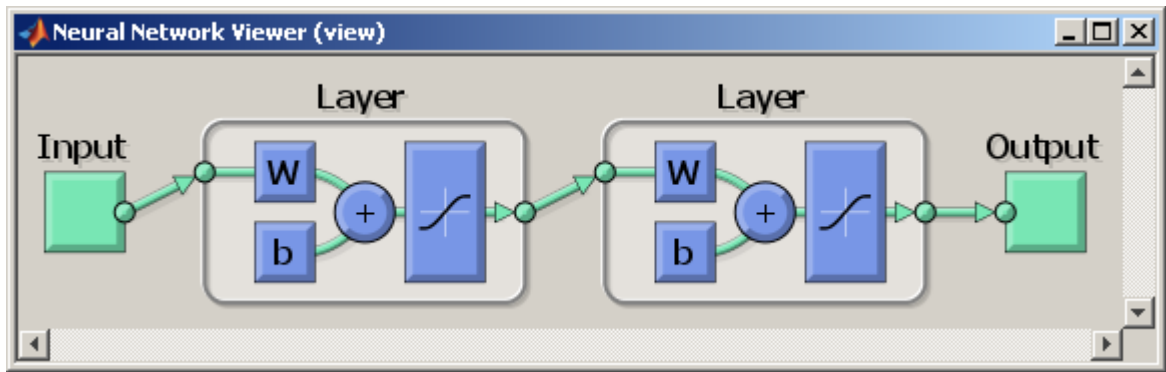 Neural Network Viewer (view)
Layer
Layer
Input
Output
W
+
b
W
+
b